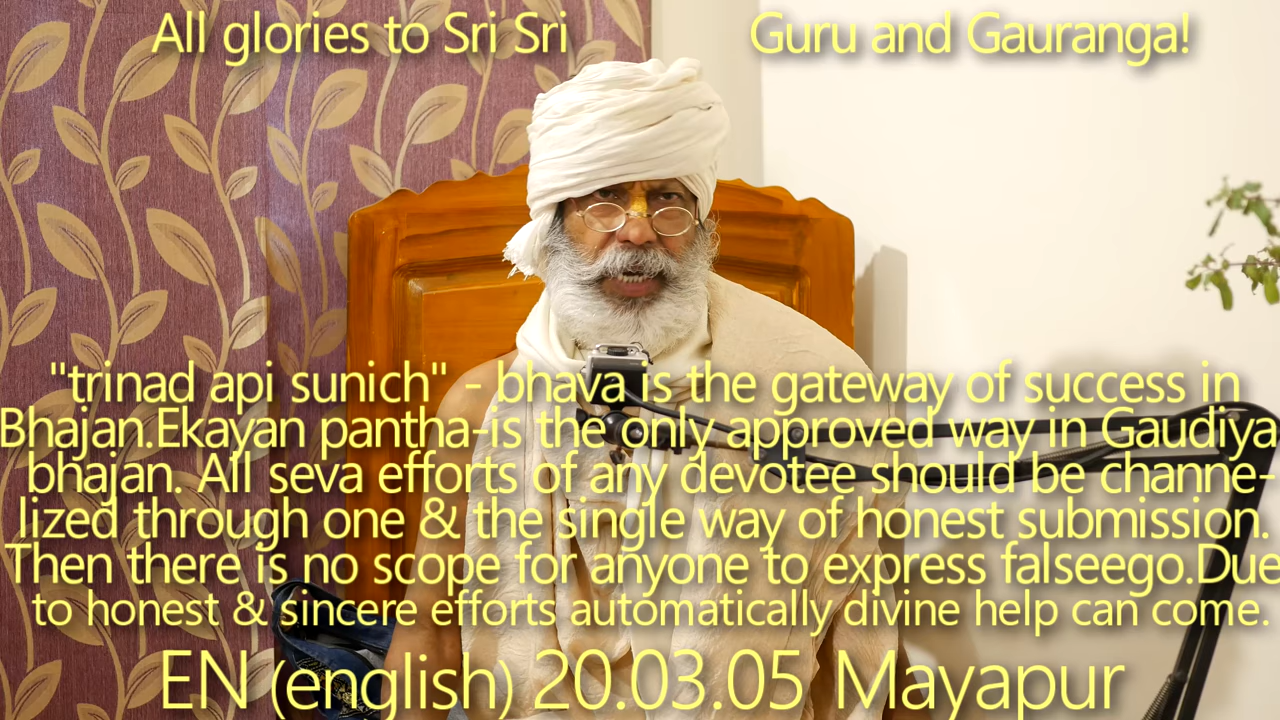 All glories to Sri Sri Guru and Gauranga!
"trinad api sunich" - bhava is the gateway of success in
Bhajan.Ekayan pantha-is the only approved way in Gaudiya
bhajan. All seva efforts of any devotee should be channe-
lized through one & the single way of honest submission.
Then there is no scope for anyone to express falseego.Due
to honest & sincere efforts automatically divine help can come.
EN (english) 20.03.05 Mayapur